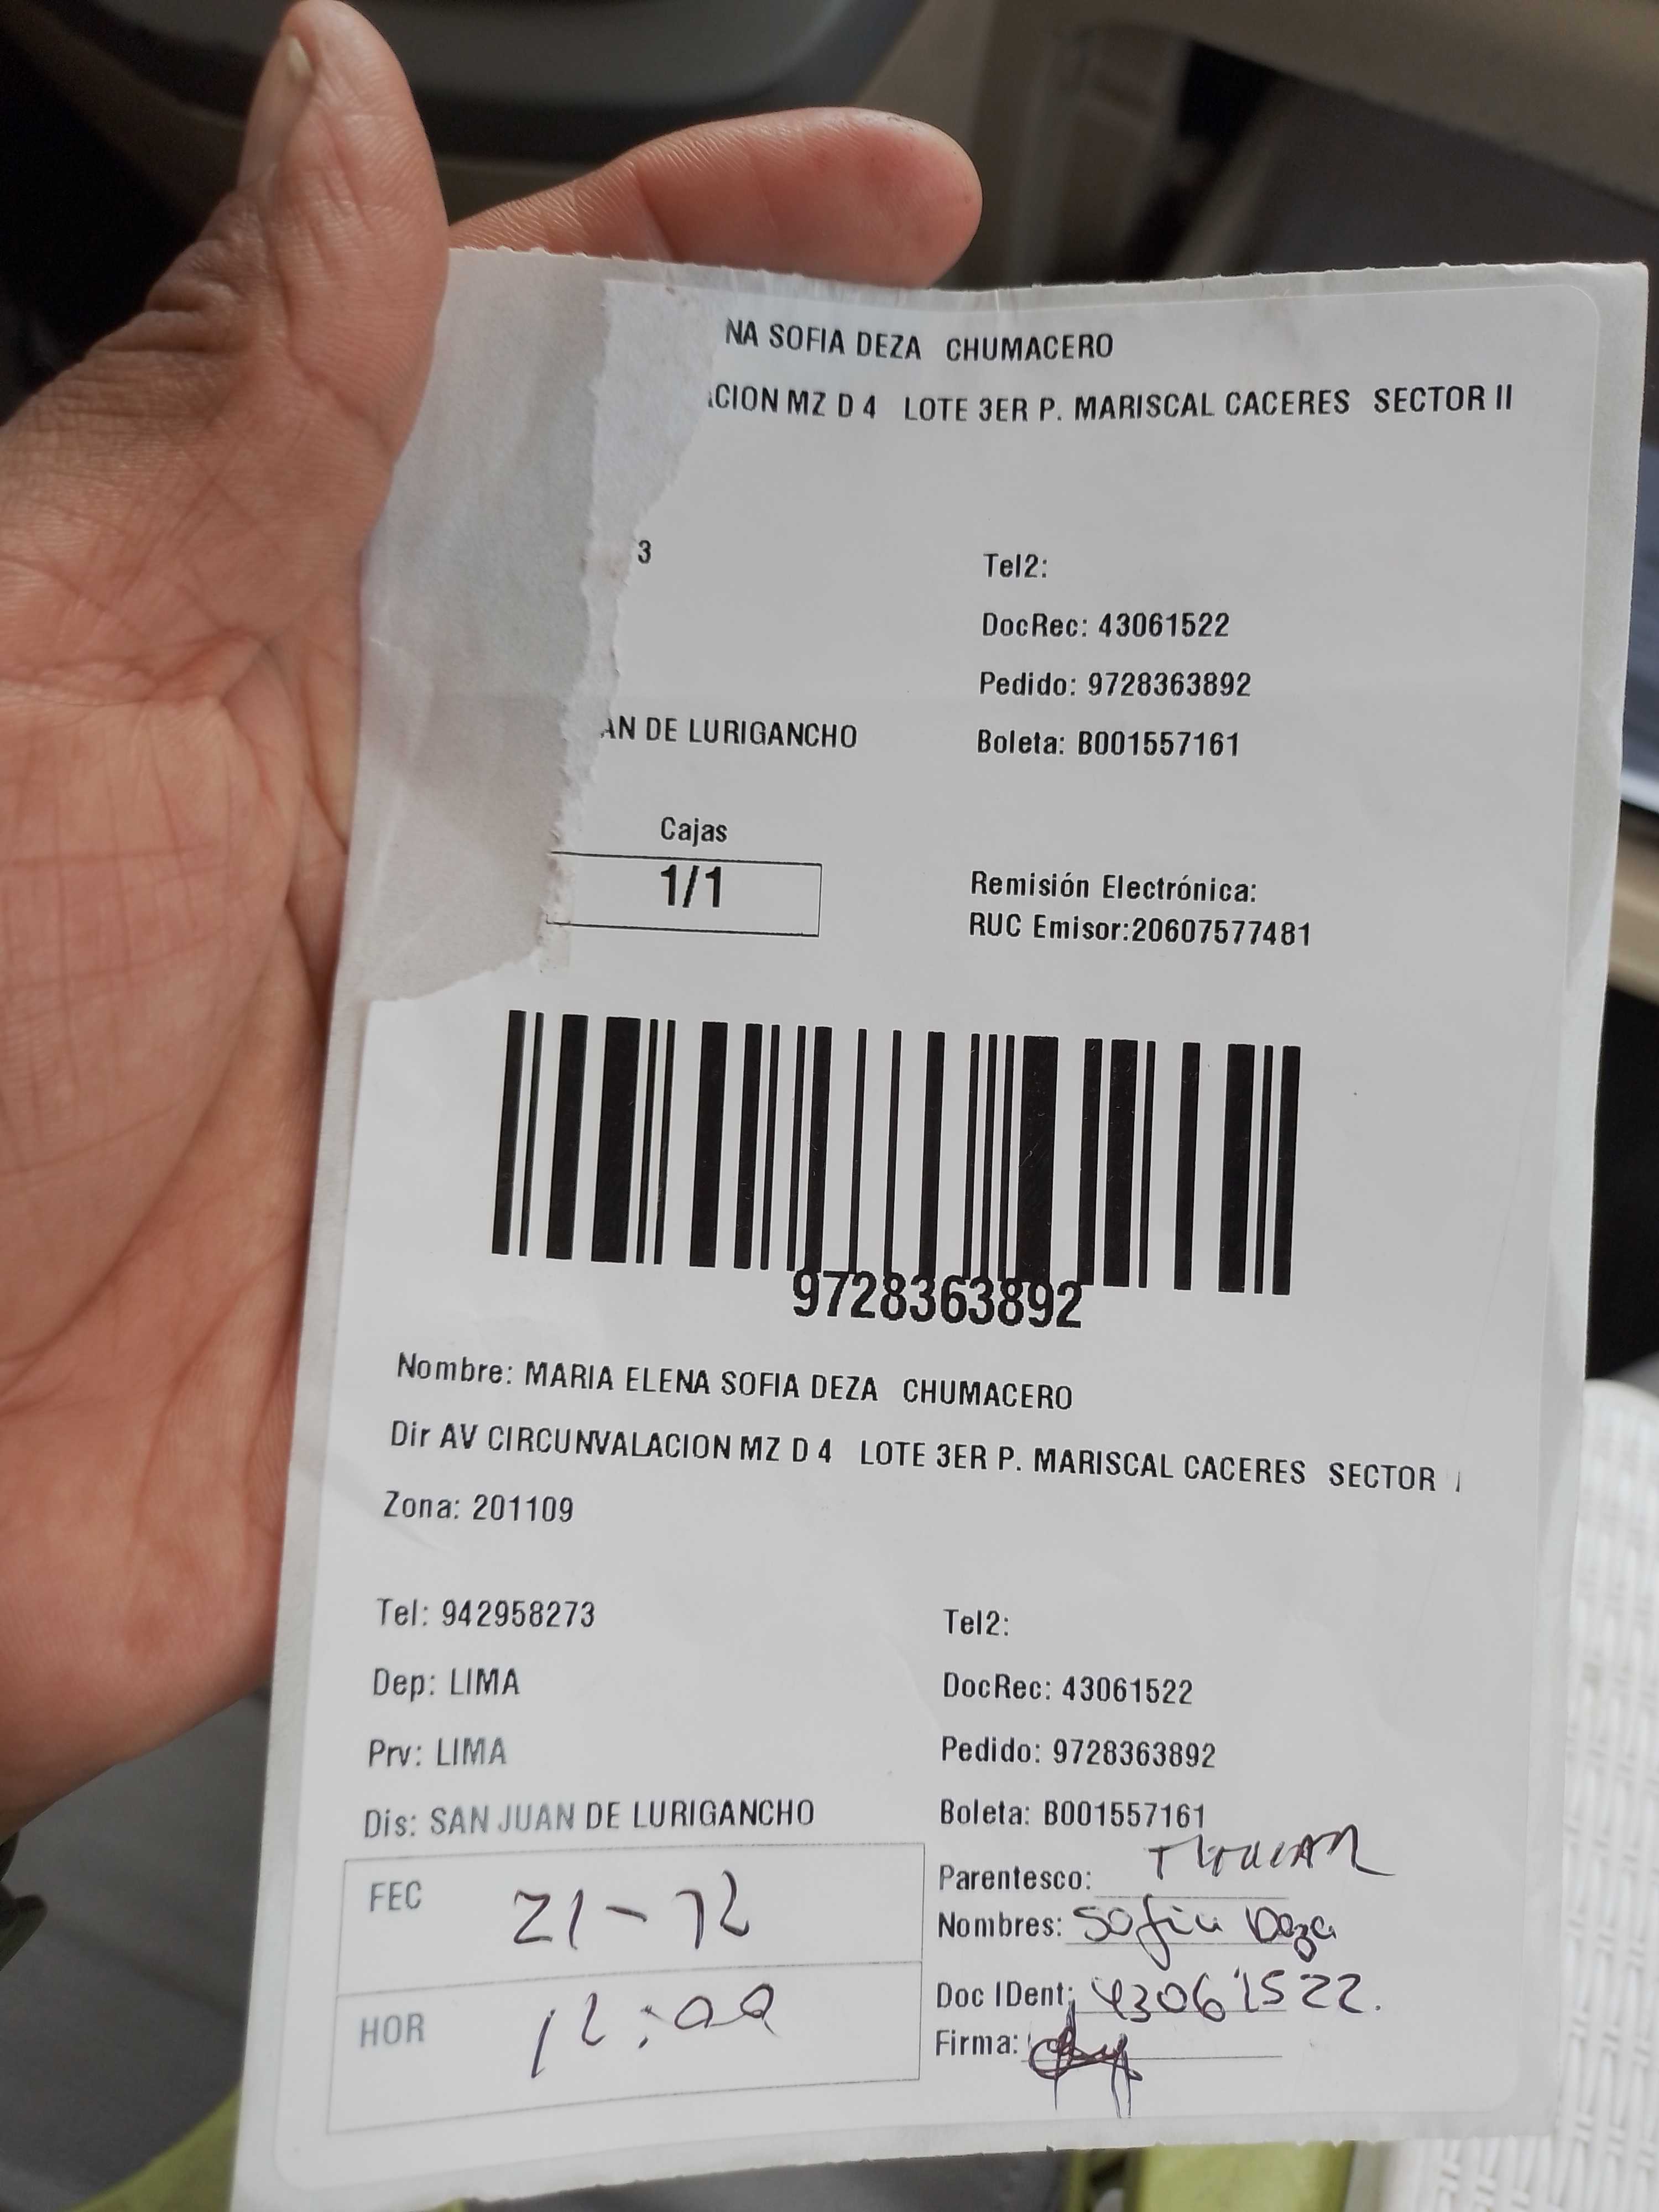 NA SOFIA DEZA CHUMACERO
ACION MZ D 4 LOTE 3ER P. MARISCAL CACERES SECTOR II
3
Tel2:
DocRec: 43061522
Pedido: 9728363892
AN DE LURIGANCHO
Boleta: B001557161
Cajas
1/1
Remisión Electrónica:
RUC Emisor:20607577481
9728363892
Nombre: MARIA ELENA SOFIA DEZA CHUMACERO
Dir AV CIRCUNVALACION MZ D 4 LOTE 3ER P. MARISCAL CACERES SECTOR I
Zona: 201109
Tel: 942958273
Tel2:
Dep: LIMA
DocRec: 43061522
Prv: LIMA
Pedido: 9728363892
Dis: SAN JUAN DE LURIGANCHO
Boleta: B001557161
FEC 21-12
Parentesco: TITULAR
Nombres: Sofia Deza
HOR 12:00
Doc IDent: 43061522.
Firma: